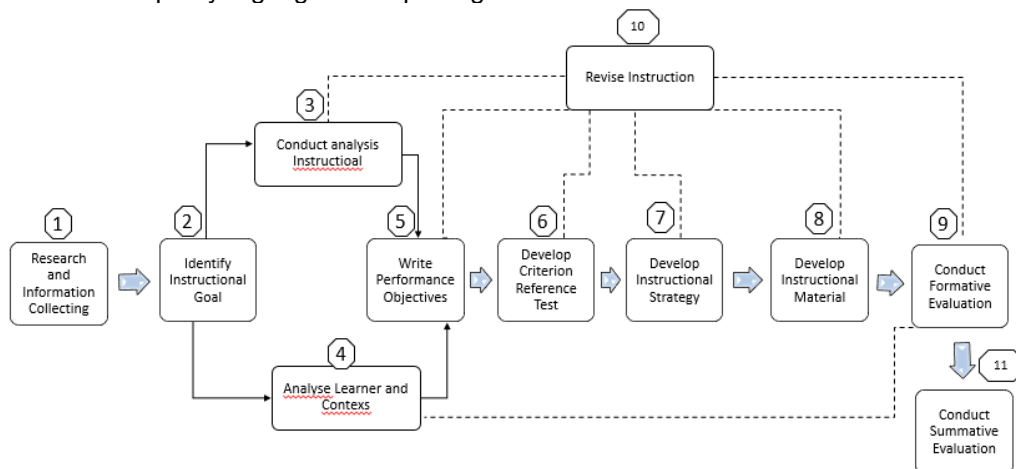 10
Revise Instruction
3
Conduct analysis
Instructioal
1
Research
and
Information
Collecting
2
Identify
Instructional
Goal
5
Write
Performance
Objectives
6
Develop
Criterion
Reference
Test
7
Develop
Instructional
Strategy
8
Develop
Instructional
Material
9
Conduct
Formative
Evaluation
4
Analyse Learner and
Contexs
11
Conduct
Summative
Evaluation